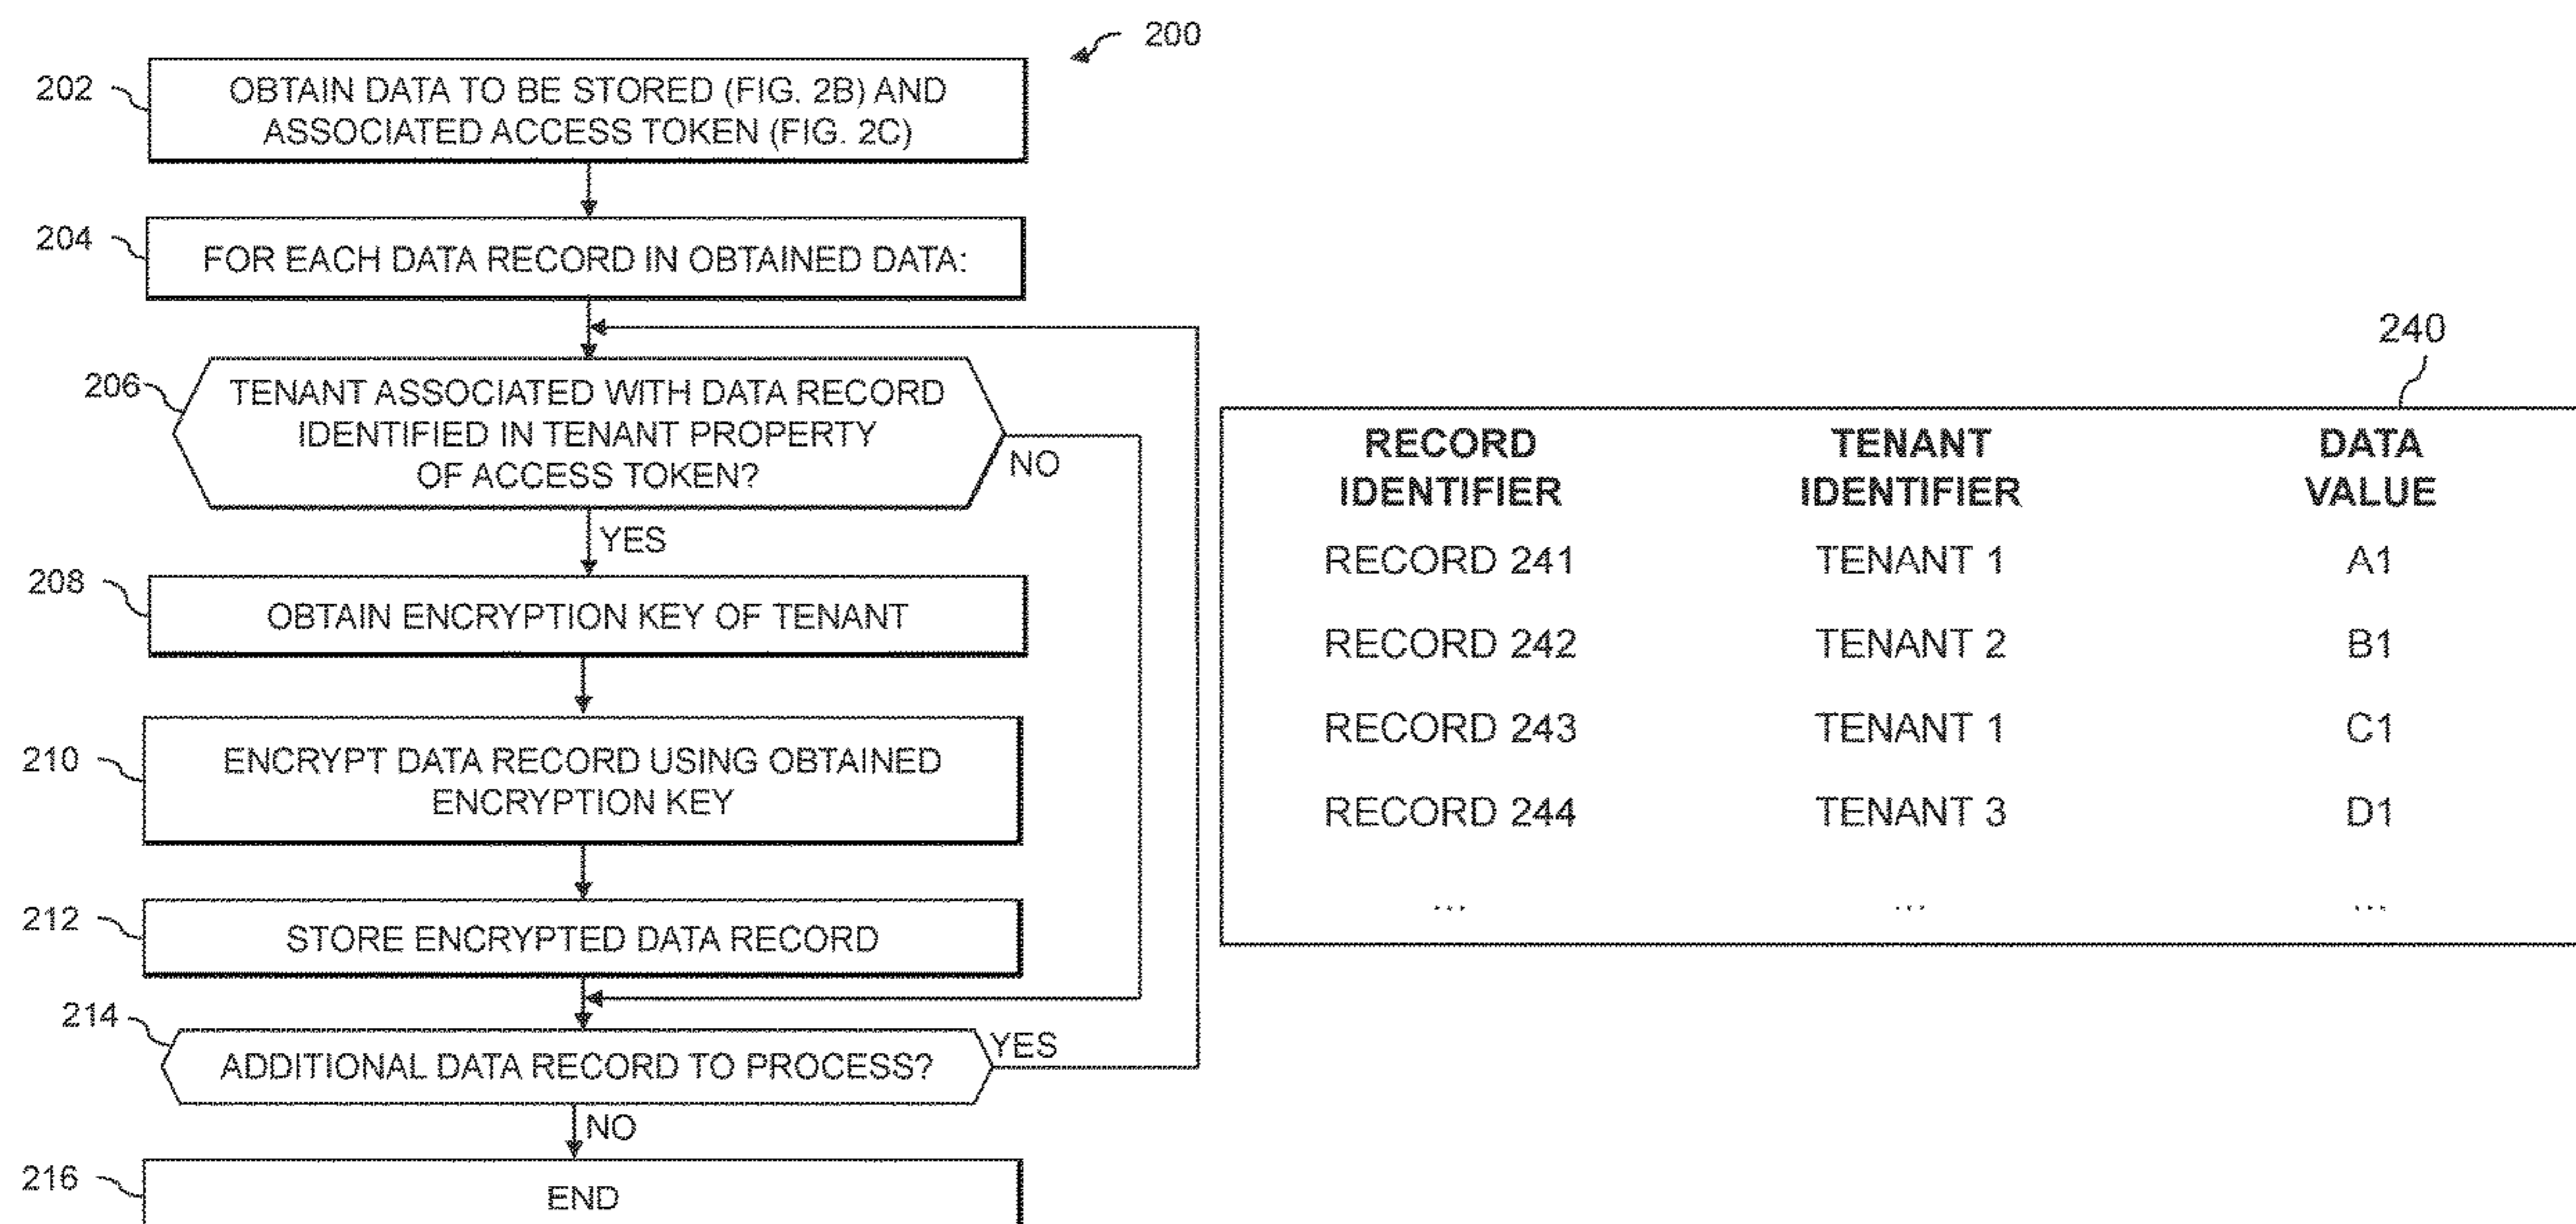 200
202
OBTAIN DATA TO BE STORED (FIG. 2B) AND
ASSOCIATED ACCESS TOKEN (FIG. 2C)
204
FOR EACH DATA RECORD IN OBTAINED DATA:
206
TENANT ASSOCIATED WITH DATA RECORD
IDENTIFIED IN TENANT PROPERTY
OF ACCESS TOKEN?
NO
YES
208
OBTAIN ENCRYPTION KEY OF TENANT
210
ENCRYPT DATA RECORD USING OBTAINED
ENCRYPTION KEY
212
STORE ENCRYPTED DATA RECORD
214
ADDITIONAL DATA RECORD TO PROCESS?
YES
NO
216
END
240
RECORD IDENTIFIER TENANT IDENTIFIER DATA VALUE
RECORD 241 TENANT 1 A1
RECORD 242 TENANT 2 B1
RECORD 243 TENANT 1 C1
RECORD 244 TENANT 3 D1
... ... ...